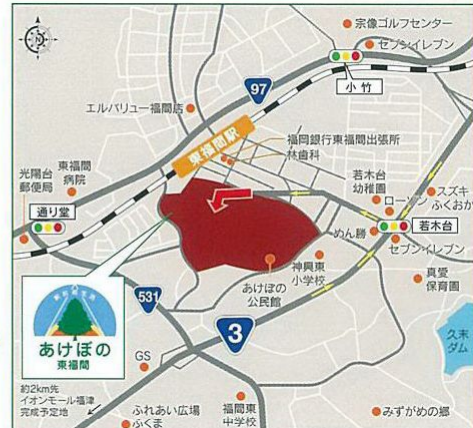 宗像ゴルフセンター
セブン-イレブン
N
小竹
97
エルバリュー福間店
東福間駅
福岡銀行東福間出張所
林歯科
光陽台
郵便局
東福間
病院
若木台
幼稚園
ローソン
スズキ
ふくおか
通り堂
若木台
めん勝
セブン-イレブン
神興東
小学校
あけぼの
公民館
真愛
保育園
531
3
久末
ダム
あけぼの
東福間
GS
約2km先
イオンモール福津
完成予定地
ふれあい広場
ふくま
福間東
中学校
みずがめの郷